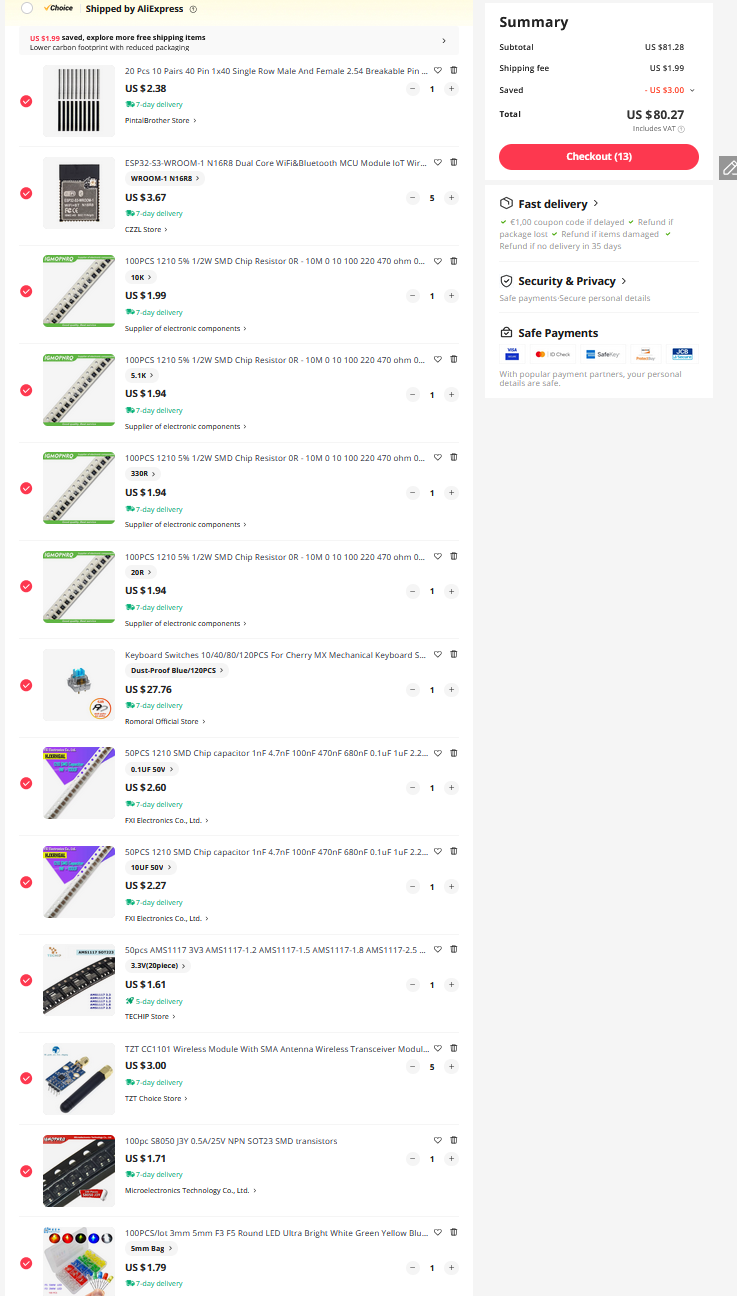 Choice Shipped by AliExpress
US $1.99 saved, explore more free shipping items
Lower carbon footprint with reduced packaging
20 Pcs 10 Pairs 40 Pin 1x40 Single Row Male And Female 2.54 Breakable Pin ...
US $2.38
1
7-day delivery
PintalBrother Store
ESP32-S3-WROOM-1 N16R8 Dual Core WiFi&Bluetooth MCU Module IoT Wir...
WROOM-1 N16R8
US $3.67
5
7-day delivery
CZZL Store
100PCS 1210 5% 1/2W SMD Chip Resistor 0R - 10M 0 10 100 220 470 ohm 0...
10K
US $1.99
1
7-day delivery
Supplier of electronic components
100PCS 1210 5% 1/2W SMD Chip Resistor 0R - 10M 0 10 100 220 470 ohm 0...
5.1K
US $1.94
1
7-day delivery
Supplier of electronic components
100PCS 1210 5% 1/2W SMD Chip Resistor 0R - 10M 0 10 100 220 470 ohm 0...
330R
US $1.94
1
7-day delivery
Supplier of electronic components
100PCS 1210 5% 1/2W SMD Chip Resistor 0R - 10M 0 10 100 220 470 ohm 0...
20R
US $1.94
1
7-day delivery
Supplier of electronic components
Keyboard Switches 10/40/80/120PCS For Cherry MX Mechanical Keyboard S...
Dust-Proof Blue/120PCS
US $27.76
1
7-day delivery
Romoral Official Store
50PCS 1210 SMD Chip capacitor 1nF 4.7nF 100nF 470nF 680nF 0.1uF 1uF 2.2...
0.1UF 50V
US $2.60
1
7-day delivery
FXI Electronics Co., Ltd.
50PCS 1210 SMD Chip capacitor 1nF 4.7nF 100nF 470nF 680nF 0.1uF 1uF 2.2...
10UF 50V
US $2.27
1
7-day delivery
FXI Electronics Co., Ltd.
AMS1117 SOT223
50pcs AMS1117 3V3 AMS1117-1.2 AMS1117-1.5 AMS1117-1.8 AMS1117-2.5 ...
3.3V(20piece)
US $1.61
1
5-day delivery
TECHIP Store
TZT CC1101 Wireless Module With SMA Antenna Wireless Transceiver Modul...
US $3.00
5
7-day delivery
TZT Choice Store
100pc S8050 J3Y 0.5A/25V NPN SOT23 SMD transistors
US $1.71
1
7-day delivery
Microelectronics Technology Co., Ltd.
100PCS/lot 3mm 5mm F3 F5 Round LED Ultra Bright White Green Yellow Blu...
5mm Bag
US $1.79
1
7-day delivery
Summary
Subtotal US $81.28
Shipping fee US $1.99
Saved - US $3.00
Total US $80.27
Includes VAT
Checkout (13)
Fast delivery
€1,00 coupon code if delayed Refund if
package lost Refund if items damaged
Refund if no delivery in 35 days
Security & Privacy
Safe payments·Secure personal details
Safe Payments
VISA ID Check SafeKey ProtectBuy JCB
With popular payment partners, your personal
details are safe.